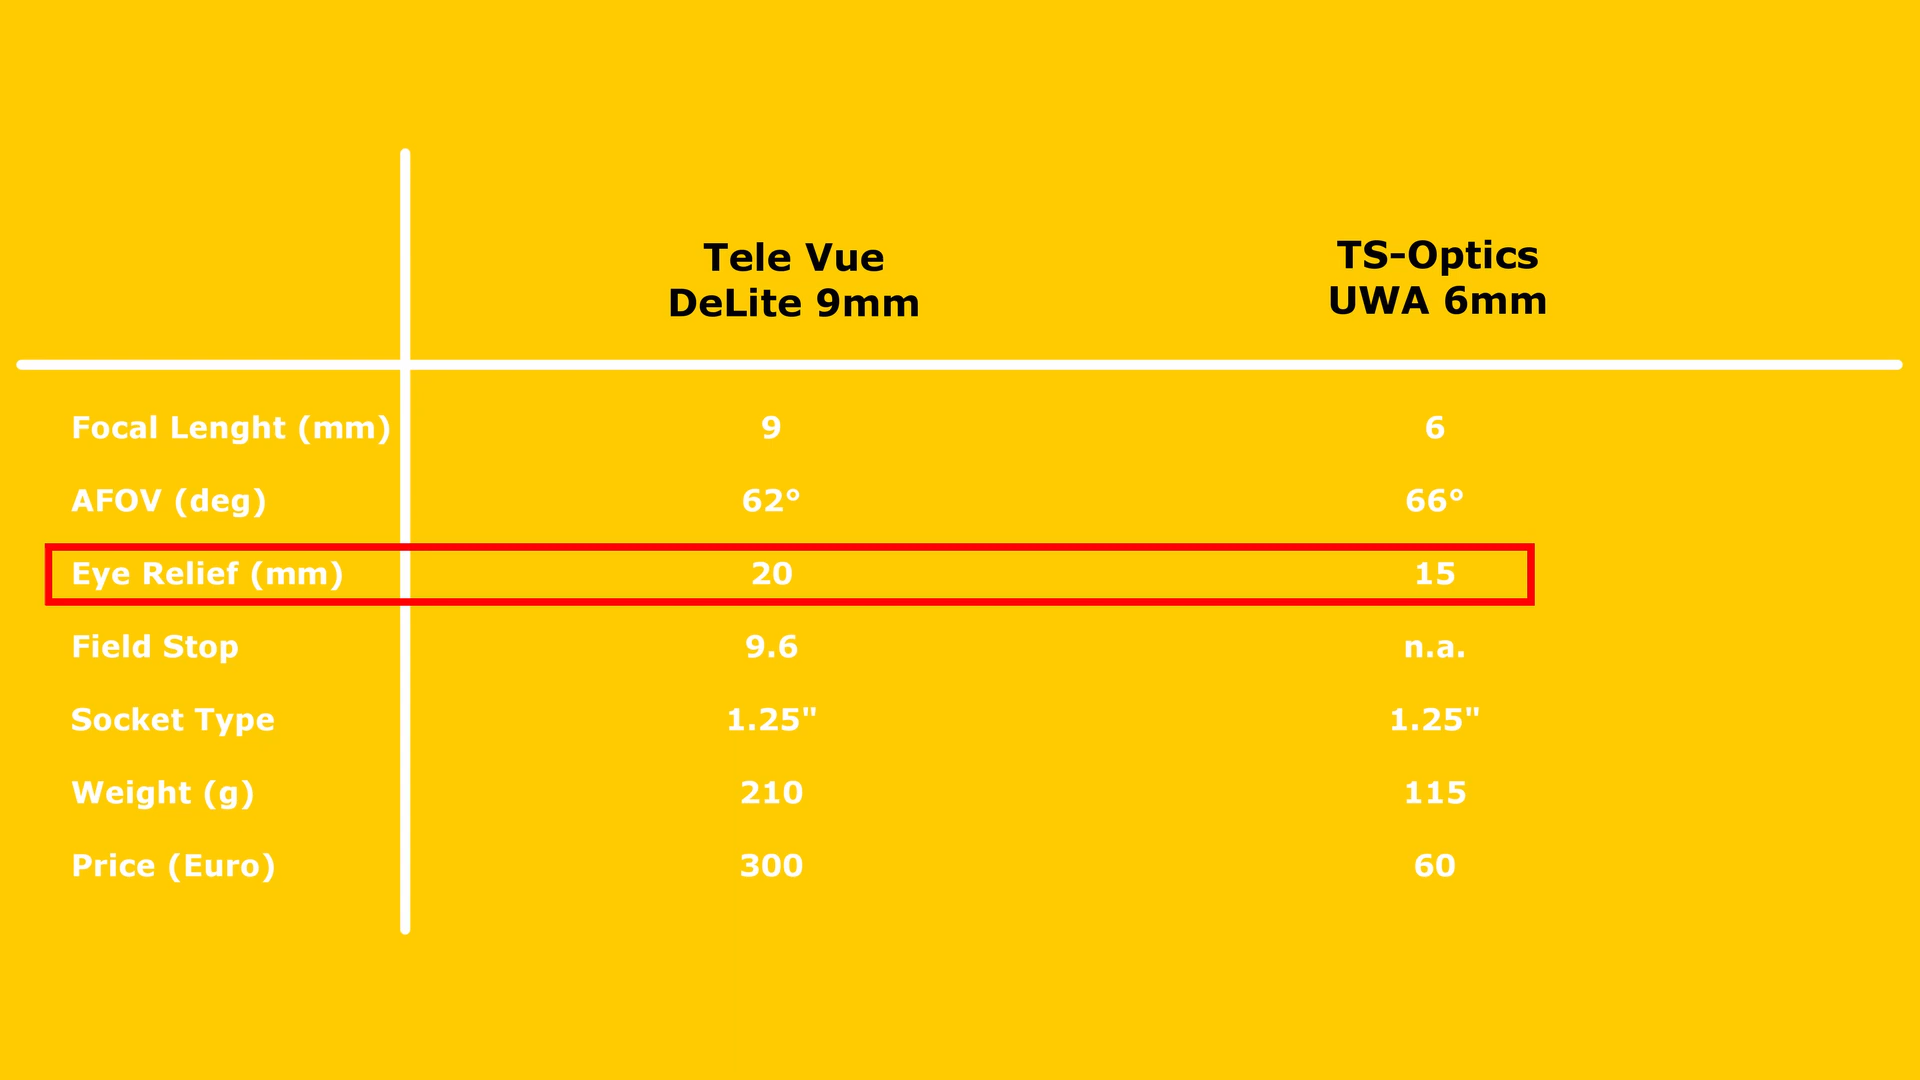 Tele Vue
DeLite 9mm
TS-Optics
UWA 6mm
Focal Lenght (mm) 9 6
AFOV (deg) 62° 66°
Eye Relief (mm) 20 15
Field Stop 9.6 n.a.
Socket Type 1.25" 1.25"
Weight (g) 210 115
Price (Euro) 300 60